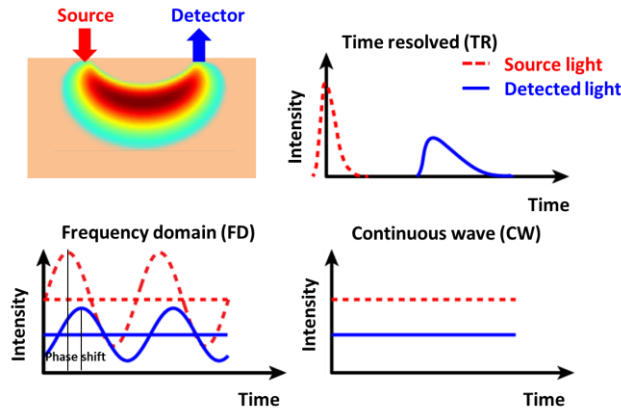 Source
Detector
Time resolved (TR)
Source light
Detected light
Intensity
Time
Frequency domain (FD)
Intensity
Phase shift
Time
Continuous wave (CW)
Intensity
Time